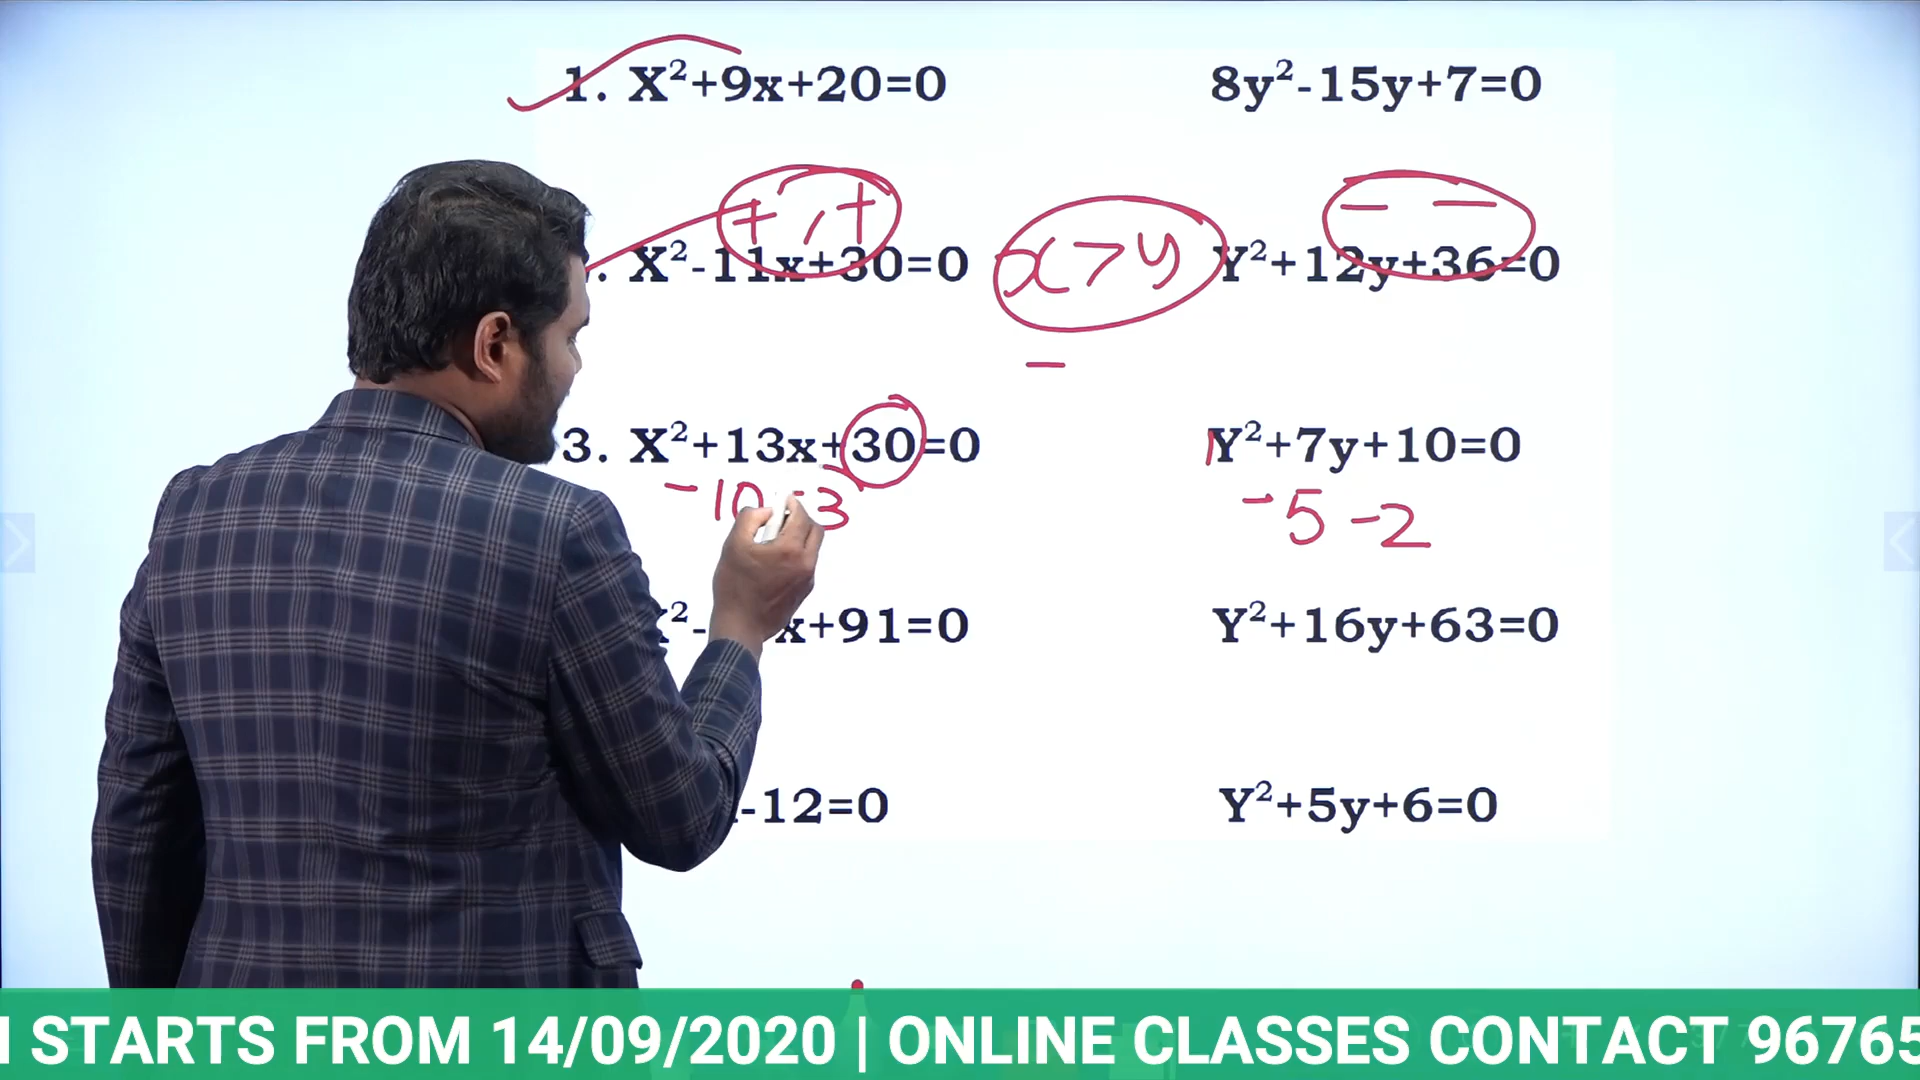 1. X²+9x+20=0 8y²-15y+7=0
+ , + − −
. X²-11x+30=0 x>y Y²+12y+36=0
−
3. X²+13x+30=0 Y²+7y+10=0
-10 -3 -5 -2
X²- x+91=0 Y²+16y+63=0
-12=0 Y²+5y+6=0
STARTS FROM 14/09/2020 | ONLINE CLASSES CONTACT 96765